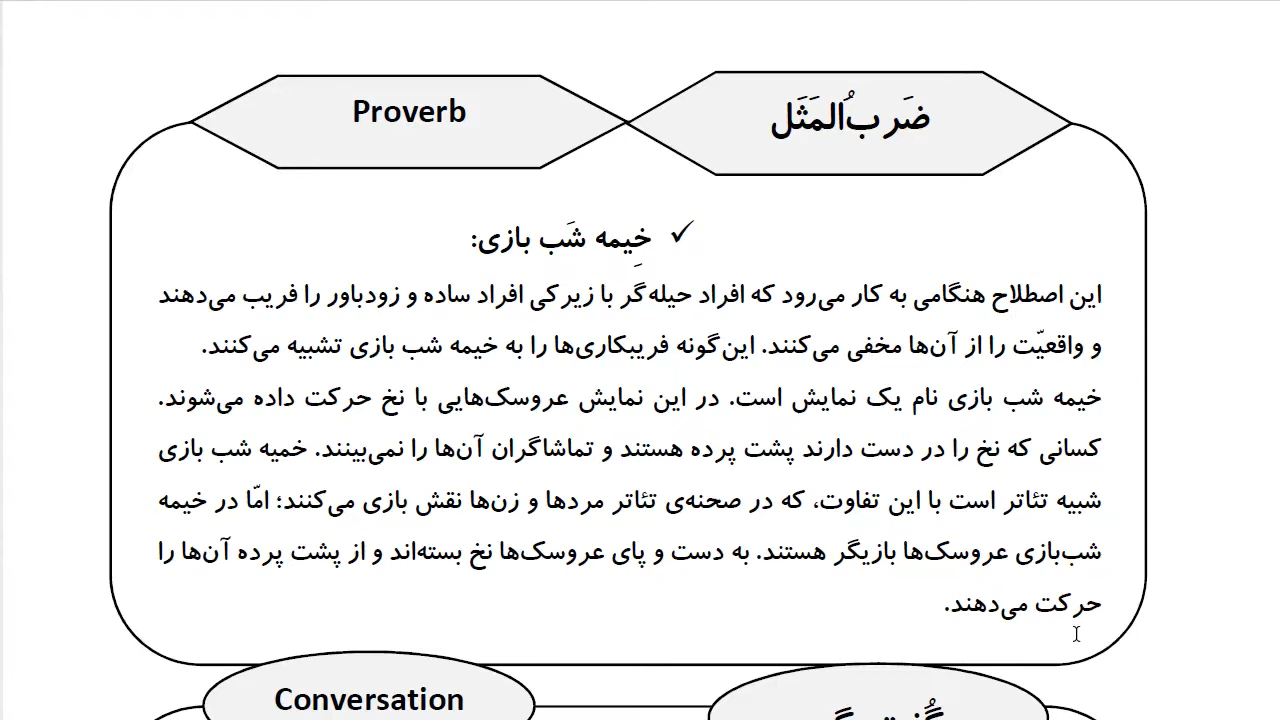 Proverb
ضَربُ‌المَثَل
✓ خِیمه شَب بازی:
این اصطلاح هنگامی به کار می‌رود که افراد حیله‌گر با زیرکی افراد ساده و زودباور را فریب می‌دهند
و واقعیّت را از آن‌ها مخفی می‌کنند. این‌گونه فریبکاری‌ها را به خیمه شب بازی تشبیه می‌کنند.
خیمه شب بازی نام یک نمایش است. در این نمایش عروسک‌هایی با نخ حرکت داده می‌شوند.
کسانی که نخ را در دست دارند پشت پرده هستند و تماشاگران آن‌ها را نمی‌بینند. خمیه شب بازی
شبیه تئاتر است با این تفاوت، که در صحنه‌ی تئاتر مردها و زن‌ها نقش بازی می‌کنند؛ امّا در خیمه
شب‌بازی عروسک‌ها بازیگر هستند. به دست و پای عروسک‌ها نخ بسته‌اند و از پشت پرده آن‌ها را
حرکت می‌دهند.
Conversation